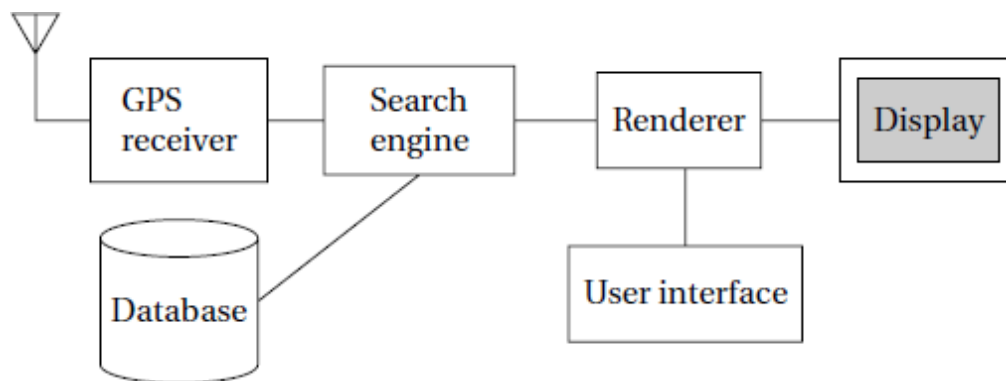 GPS
receiver
Search
engine
Renderer
Display
Database
User interface